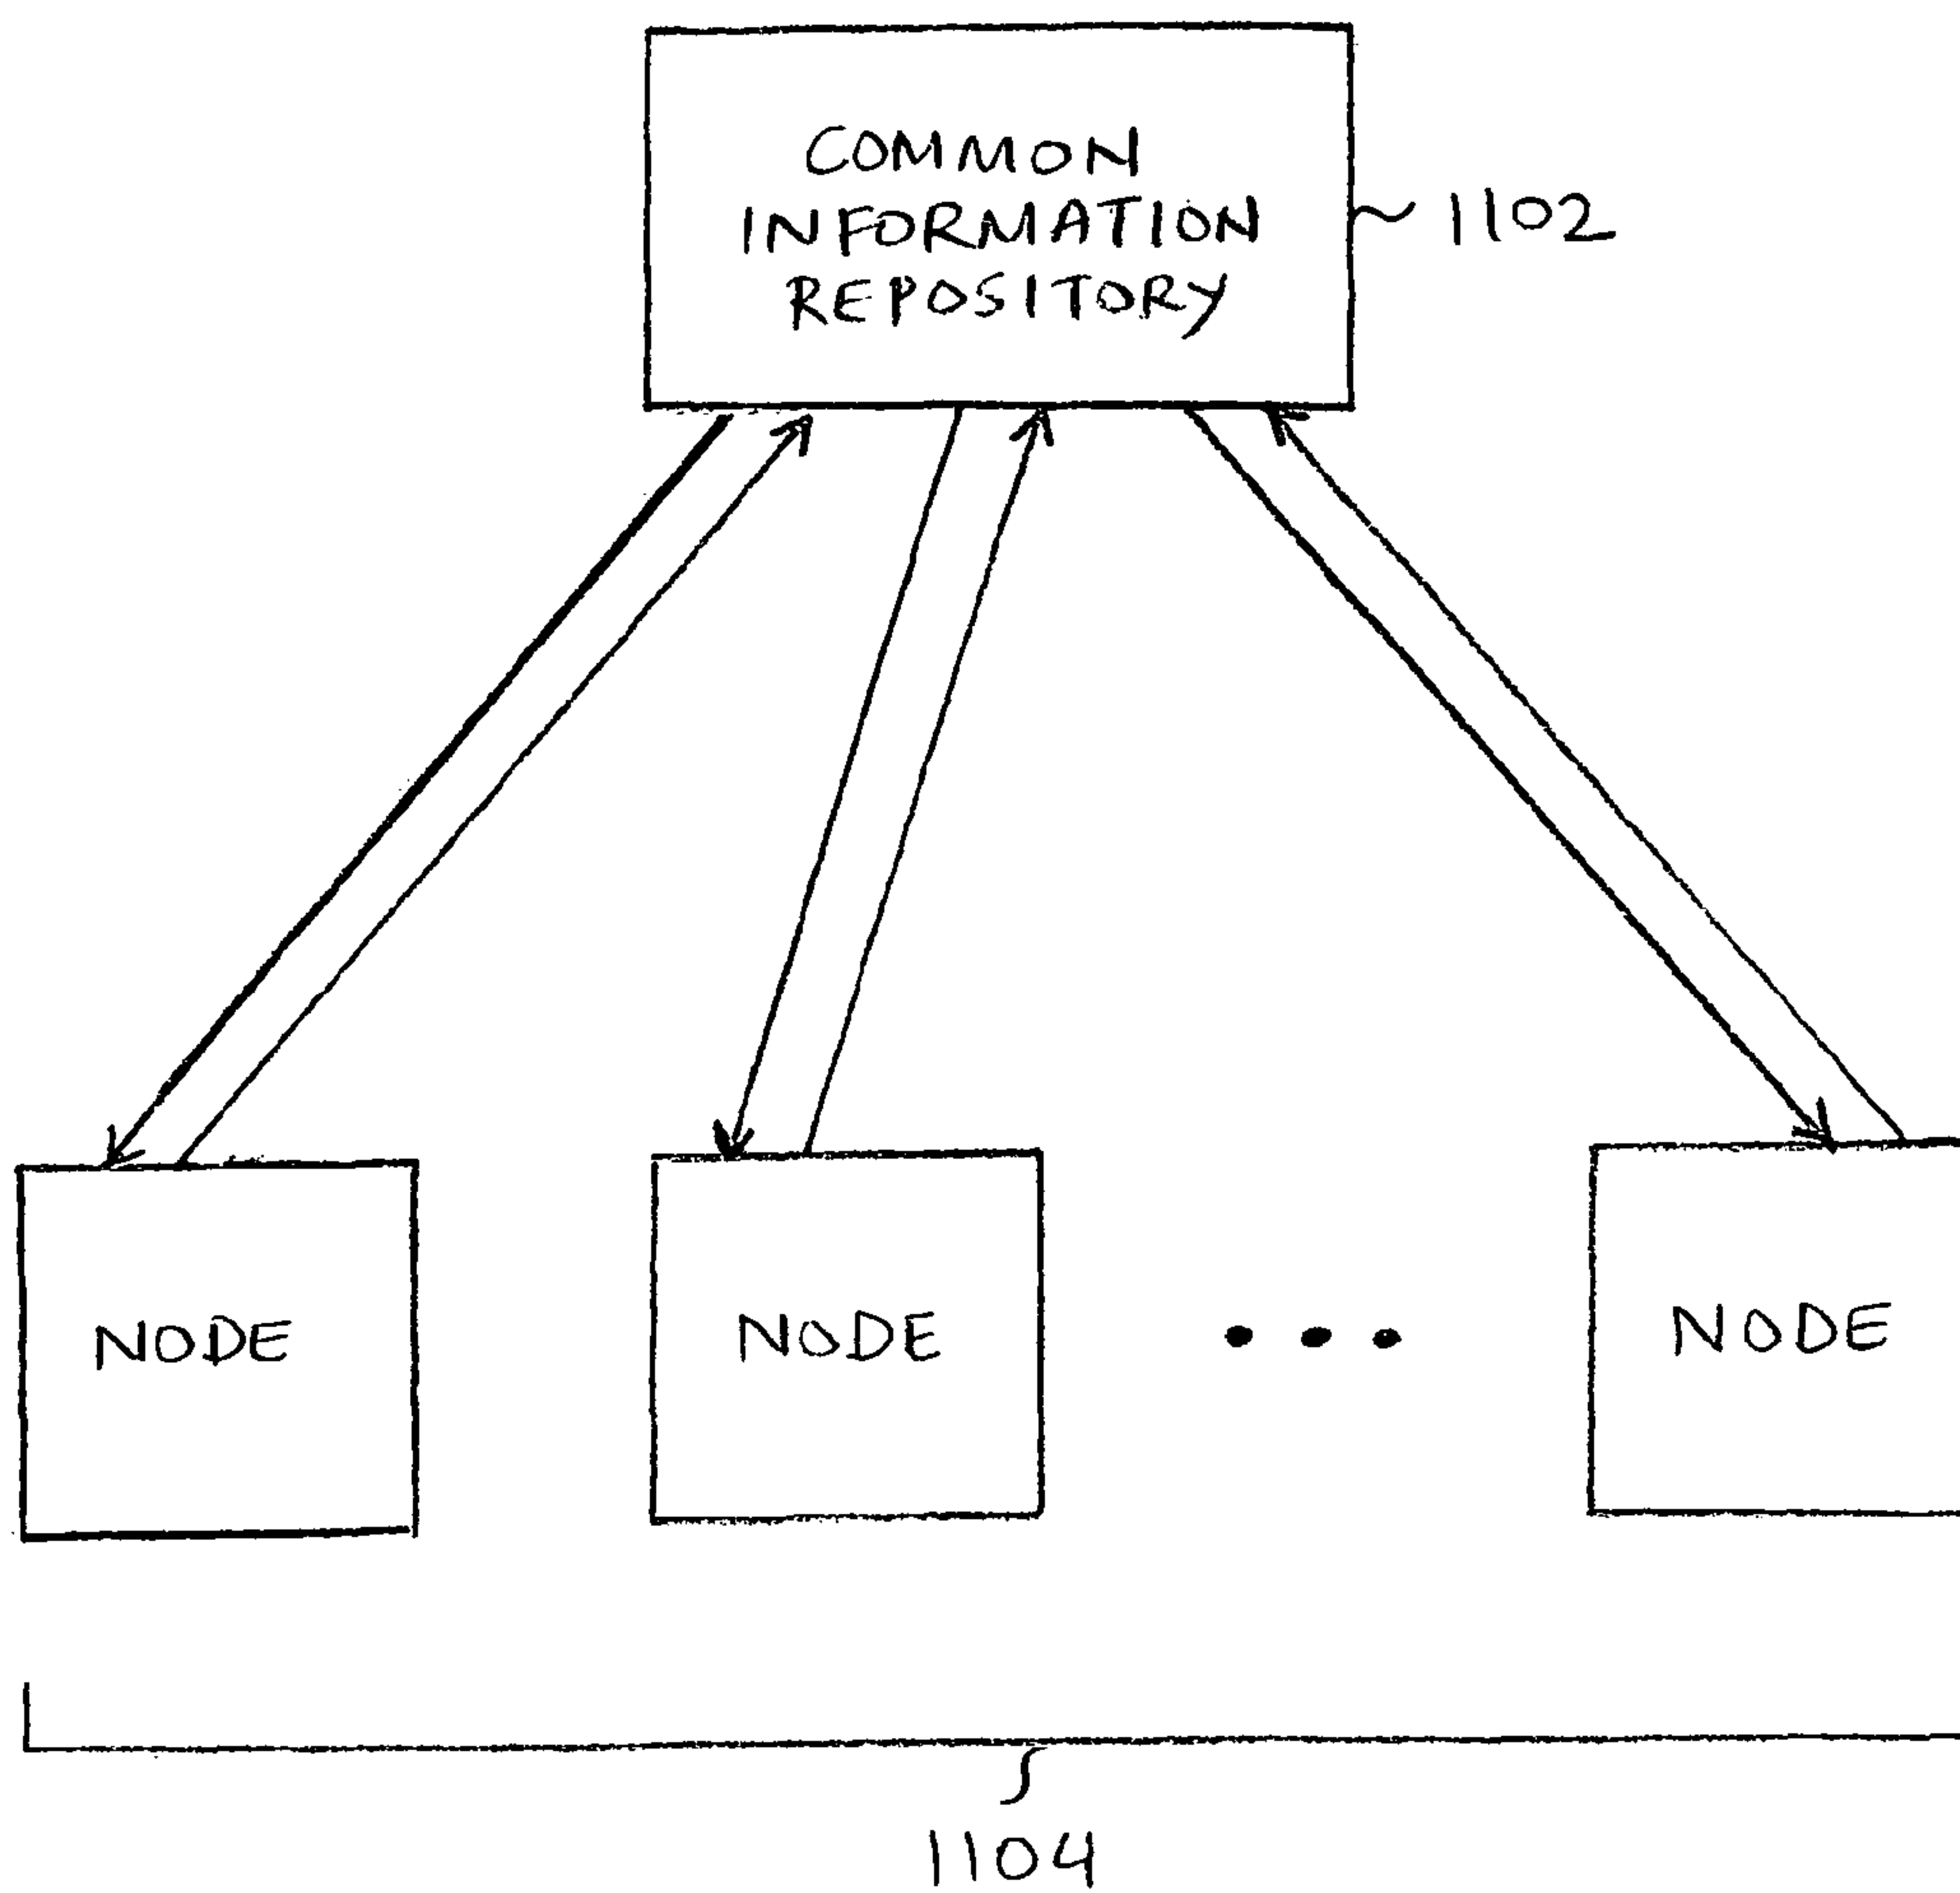 COMMON
INFORMATION
REPOSITORY
1102
NODE
NODE
NODE
1104